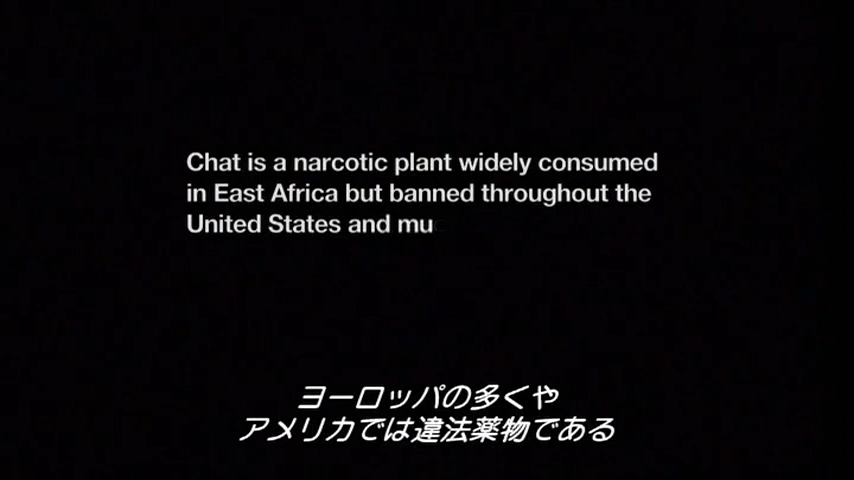 Chat is a narcotic plant widely consumed
in East Africa but banned throughout the
United States and mu
ヨーロッパの多くや
アメリカでは違法薬物である